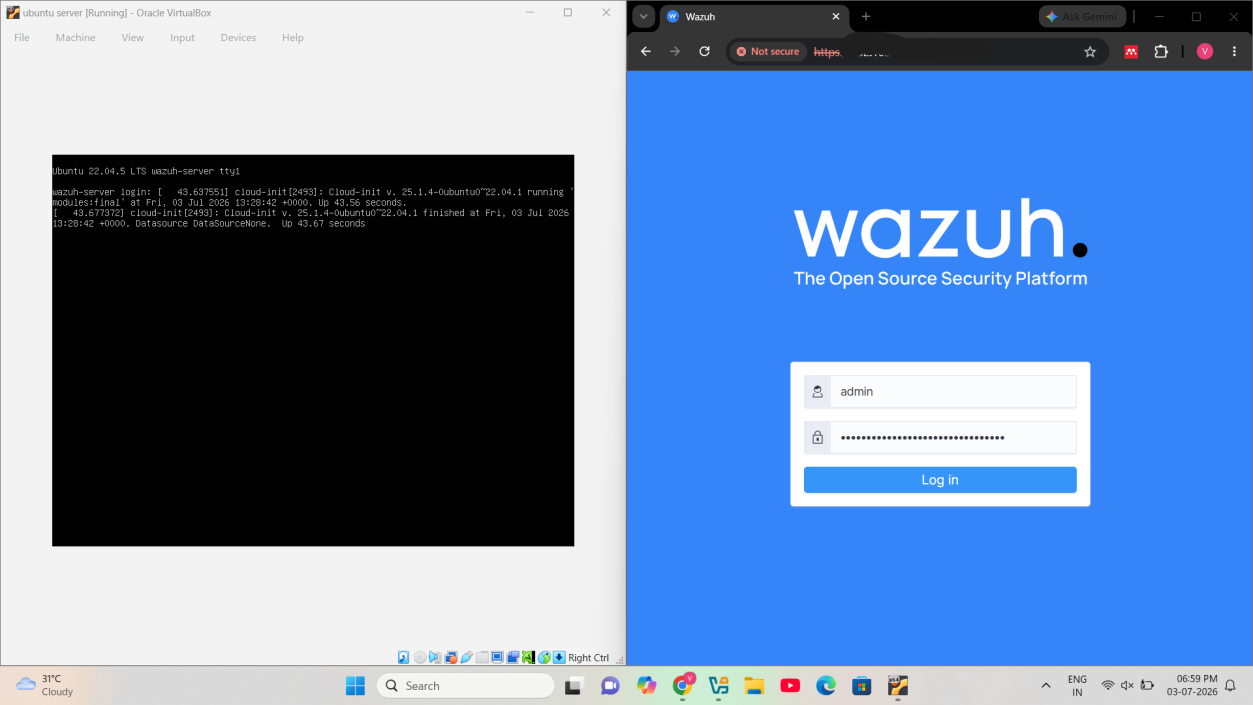 ubuntu server [Running] - Oracle VirtualBox
File Machine View Input Devices Help
Ubuntu 22.04.5 LTS wazuh-server tty1
wazuh-server login: [   43.637551] cloud-init[2493]: Cloud-init v. 25.1.4-0ubuntu0~22.04.1 running '
modules:final' at Fri, 03 Jul 2026 13:28:42 +0000. Up 43.56 seconds.
[   43.677372] cloud-init[2493]: Cloud-init v. 25.1.4-0ubuntu0~22.04.1 finished at Fri, 03 Jul 2026
13:28:42 +0000. Datasource DataSourceNone.  Up 43.67 seconds
Right Ctrl
Wazuh
Ask Gemini
Not secure https
V
wazuh.
The Open Source Security Platform
admin
••••••••••••••••••••••••••••••••
Log in
31°C
Cloudy
Search
V
ENG
IN
06:59 PM
03-07-2026